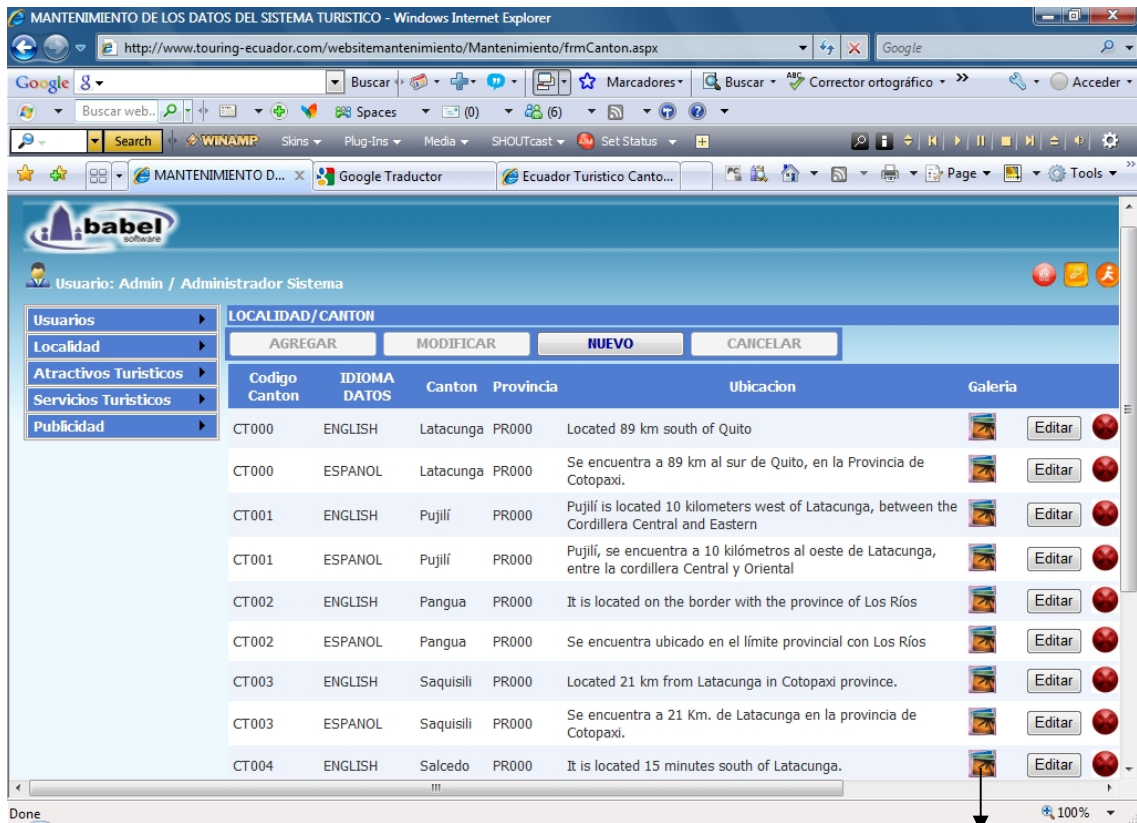 MANTENIMIENTO DE LOS DATOS DEL SISTEMA TURISTICO - Windows Internet Explorer
http://www.touring-ecuador.com/websitemantenimiento/Mantenimiento/frmCanton.aspx Google
Google Buscar Marcadores Buscar Corrector ortográfico Acceder
Buscar web.. Spaces (0) (6)
Search WINAMP Skins Plug-Ins Media SHOUTcast Set Status
MANTENIMIENTO D... Google Traductor Ecuador Turistico Canto... Page Tools
babel
software
Usuario: Admin / Administrador Sistema
Usuarios
Localidad
Atractivos Turisticos
Servicios Turisticos
Publicidad
LOCALIDAD/CANTON
AGREGAR MODIFICAR NUEVO CANCELAR
Codigo Canton IDIOMA DATOS Canton Provincia Ubicacion Galeria
CT000 ENGLISH Latacunga PR000 Located 89 km south of Quito Editar
CT000 ESPANOL Latacunga PR000 Se encuentra a 89 km al sur de Quito, en la Provincia de
Cotopaxi. Editar
CT001 ENGLISH Pujilí PR000 Pujilí is located 10 kilometers west of Latacunga, between the
Cordillera Central and Eastern Editar
CT001 ESPANOL Pujilí PR000 Pujilí, se encuentra a 10 kilómetros al oeste de Latacunga,
entre la cordillera Central y Oriental Editar
CT002 ENGLISH Pangua PR000 It is located on the border with the province of Los Ríos Editar
CT002 ESPANOL Pangua PR000 Se encuentra ubicado en el límite provincial con Los Ríos Editar
CT003 ENGLISH Saquisili PR000 Located 21 km from Latacunga in Cotopaxi province. Editar
CT003 ESPANOL Saquisili PR000 Se encuentra a 21 Km. de Latacunga en la provincia de
Cotopaxi. Editar
CT004 ENGLISH Salcedo PR000 It is located 15 minutes south of Latacunga. Editar
Done 100%